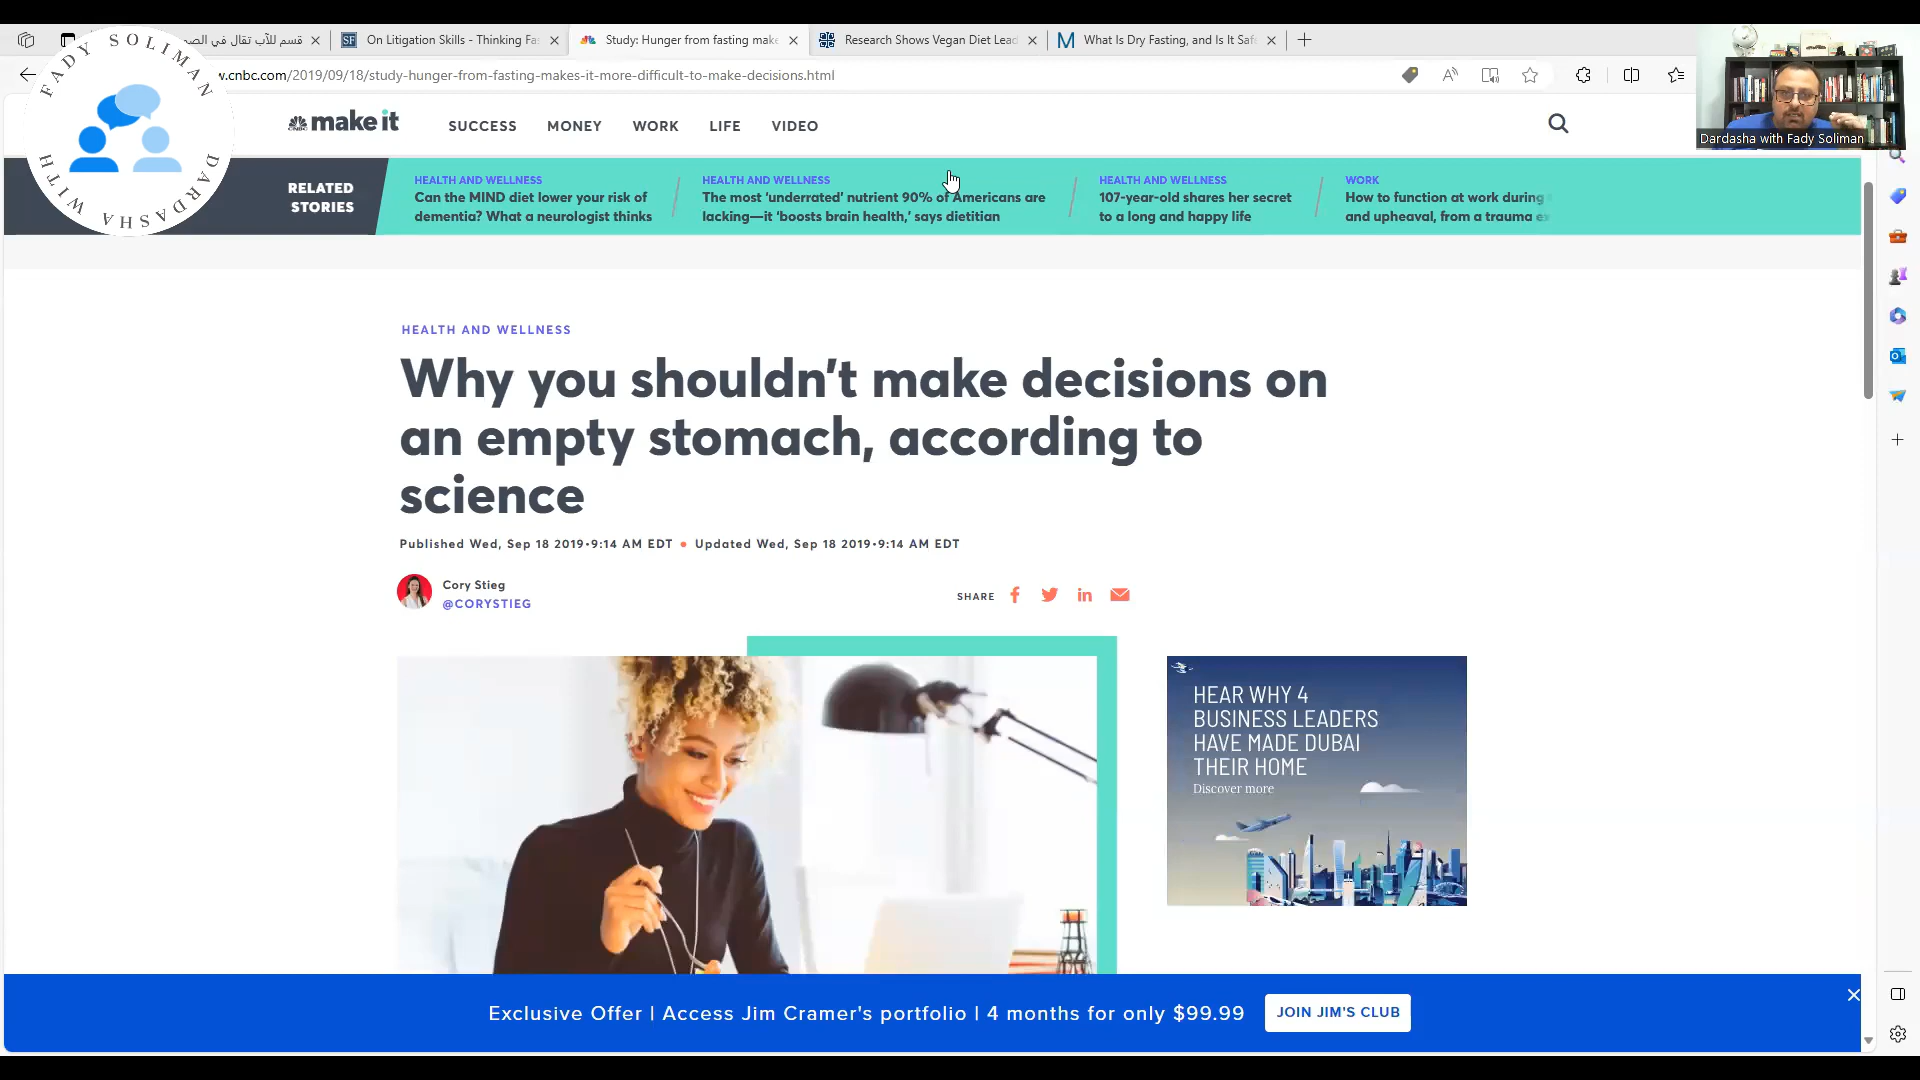 قسم للآب تقال في الصم
On Litigation Skills - Thinking Fa
Study: Hunger from fasting make
Research Shows Vegan Diet Lead
What Is Dry Fasting, and Is It Safe
w.cnbc.com/2019/09/18/study-hunger-from-fasting-makes-it-more-difficult-to-make-decisions.html
DARDASHA WITH FADY SOLIMAN
Dardasha with Fady Soliman
make it
SUCCESS MONEY WORK LIFE VIDEO
RELATED
STORIES
HEALTH AND WELLNESS
Can the MIND diet lower your risk of
dementia? What a neurologist thinks
HEALTH AND WELLNESS
The most ‘underrated’ nutrient 90% of Americans are
lacking—it ‘boosts brain health,’ says dietitian
HEALTH AND WELLNESS
107-year-old shares her secret
to a long and happy life
WORK
How to function at work during
and upheaval, from a trauma ex
HEALTH AND WELLNESS
Why you shouldn’t make decisions on
an empty stomach, according to
science
Published Wed, Sep 18 2019•9:14 AM EDT • Updated Wed, Sep 18 2019•9:14 AM EDT
Cory Stieg
@CORYSTIEG
SHARE
HEAR WHY 4
BUSINESS LEADERS
HAVE MADE DUBAI
THEIR HOME
Discover more
Exclusive Offer | Access Jim Cramer's portfolio | 4 months for only $99.99
JOIN JIM'S CLUB